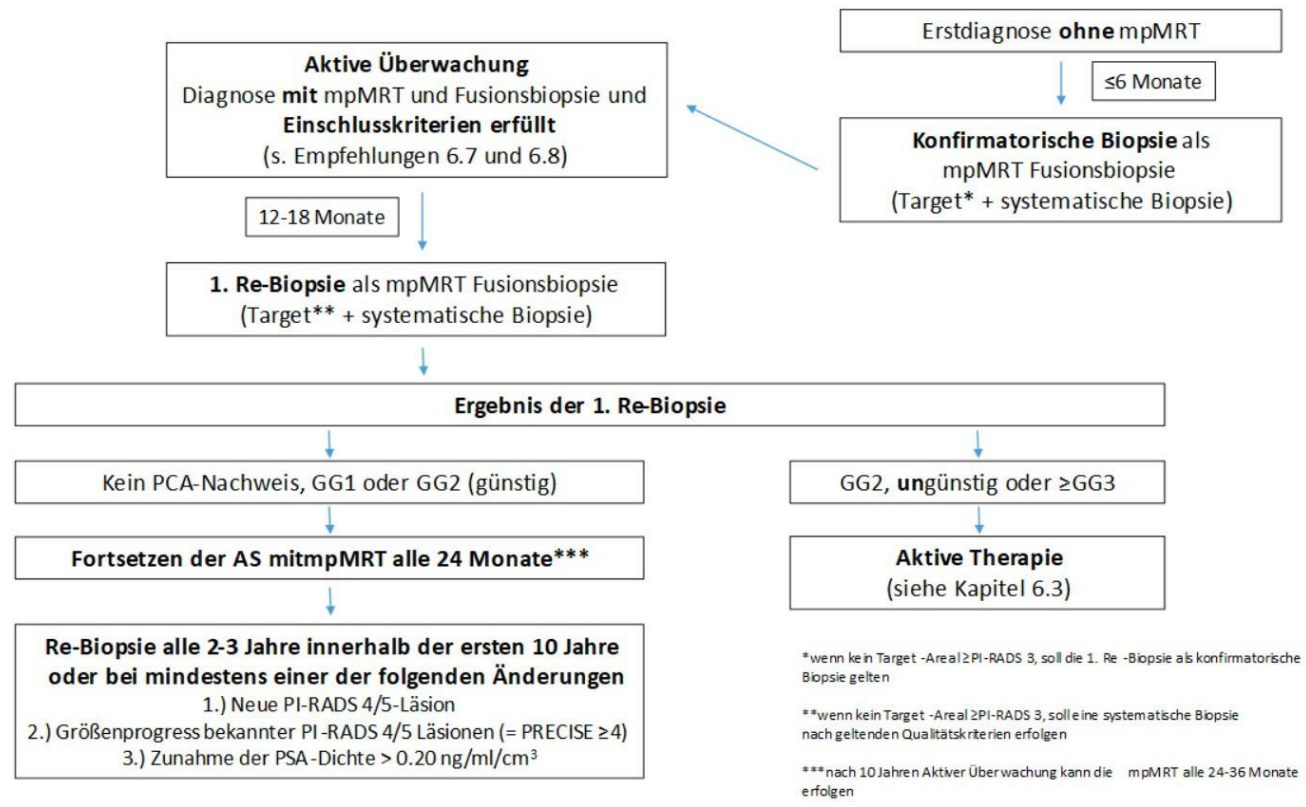 Erstdiagnose ohne mpMRT
≤6 Monate
Konfirmatorische Biopsie als
mpMRT Fusionsbiopsie
(Target* + systematische Biopsie)
Aktive Überwachung
Diagnose mit mpMRT und Fusionsbiopsie und
Einschlusskriterien erfüllt
(s. Empfehlungen 6.7 und 6.8)
12-18 Monate
1. Re-Biopsie als mpMRT Fusionsbiopsie
(Target** + systematische Biopsie)
Ergebnis der 1. Re-Biopsie
Kein PCA-Nachweis, GG1 oder GG2 (günstig)
Fortsetzen der AS mitmpMRT alle 24 Monate***
Re-Biopsie alle 2-3 Jahre innerhalb der ersten 10 Jahre
oder bei mindestens einer der folgenden Änderungen
1.) Neue PI-RADS 4/5-Läsion
2.) Größenprogress bekannter PI-RADS 4/5 Läsionen (= PRECISE ≥4)
3.) Zunahme der PSA-Dichte > 0.20 ng/ml/cm³
GG2, ungünstig oder ≥GG3
Aktive Therapie
(siehe Kapitel 6.3)
*wenn kein Target -Areal ≥PI-RADS 3, soll die 1. Re -Biopsie als konfirmatorische
Biopsie gelten
**wenn kein Target -Areal ≥PI-RADS 3, soll eine systematische Biopsie
nach geltenden Qualitätskriterien erfolgen
***nach 10 Jahren Aktiver Überwachung kann die mpMRT alle 24-36 Monate
erfolgen